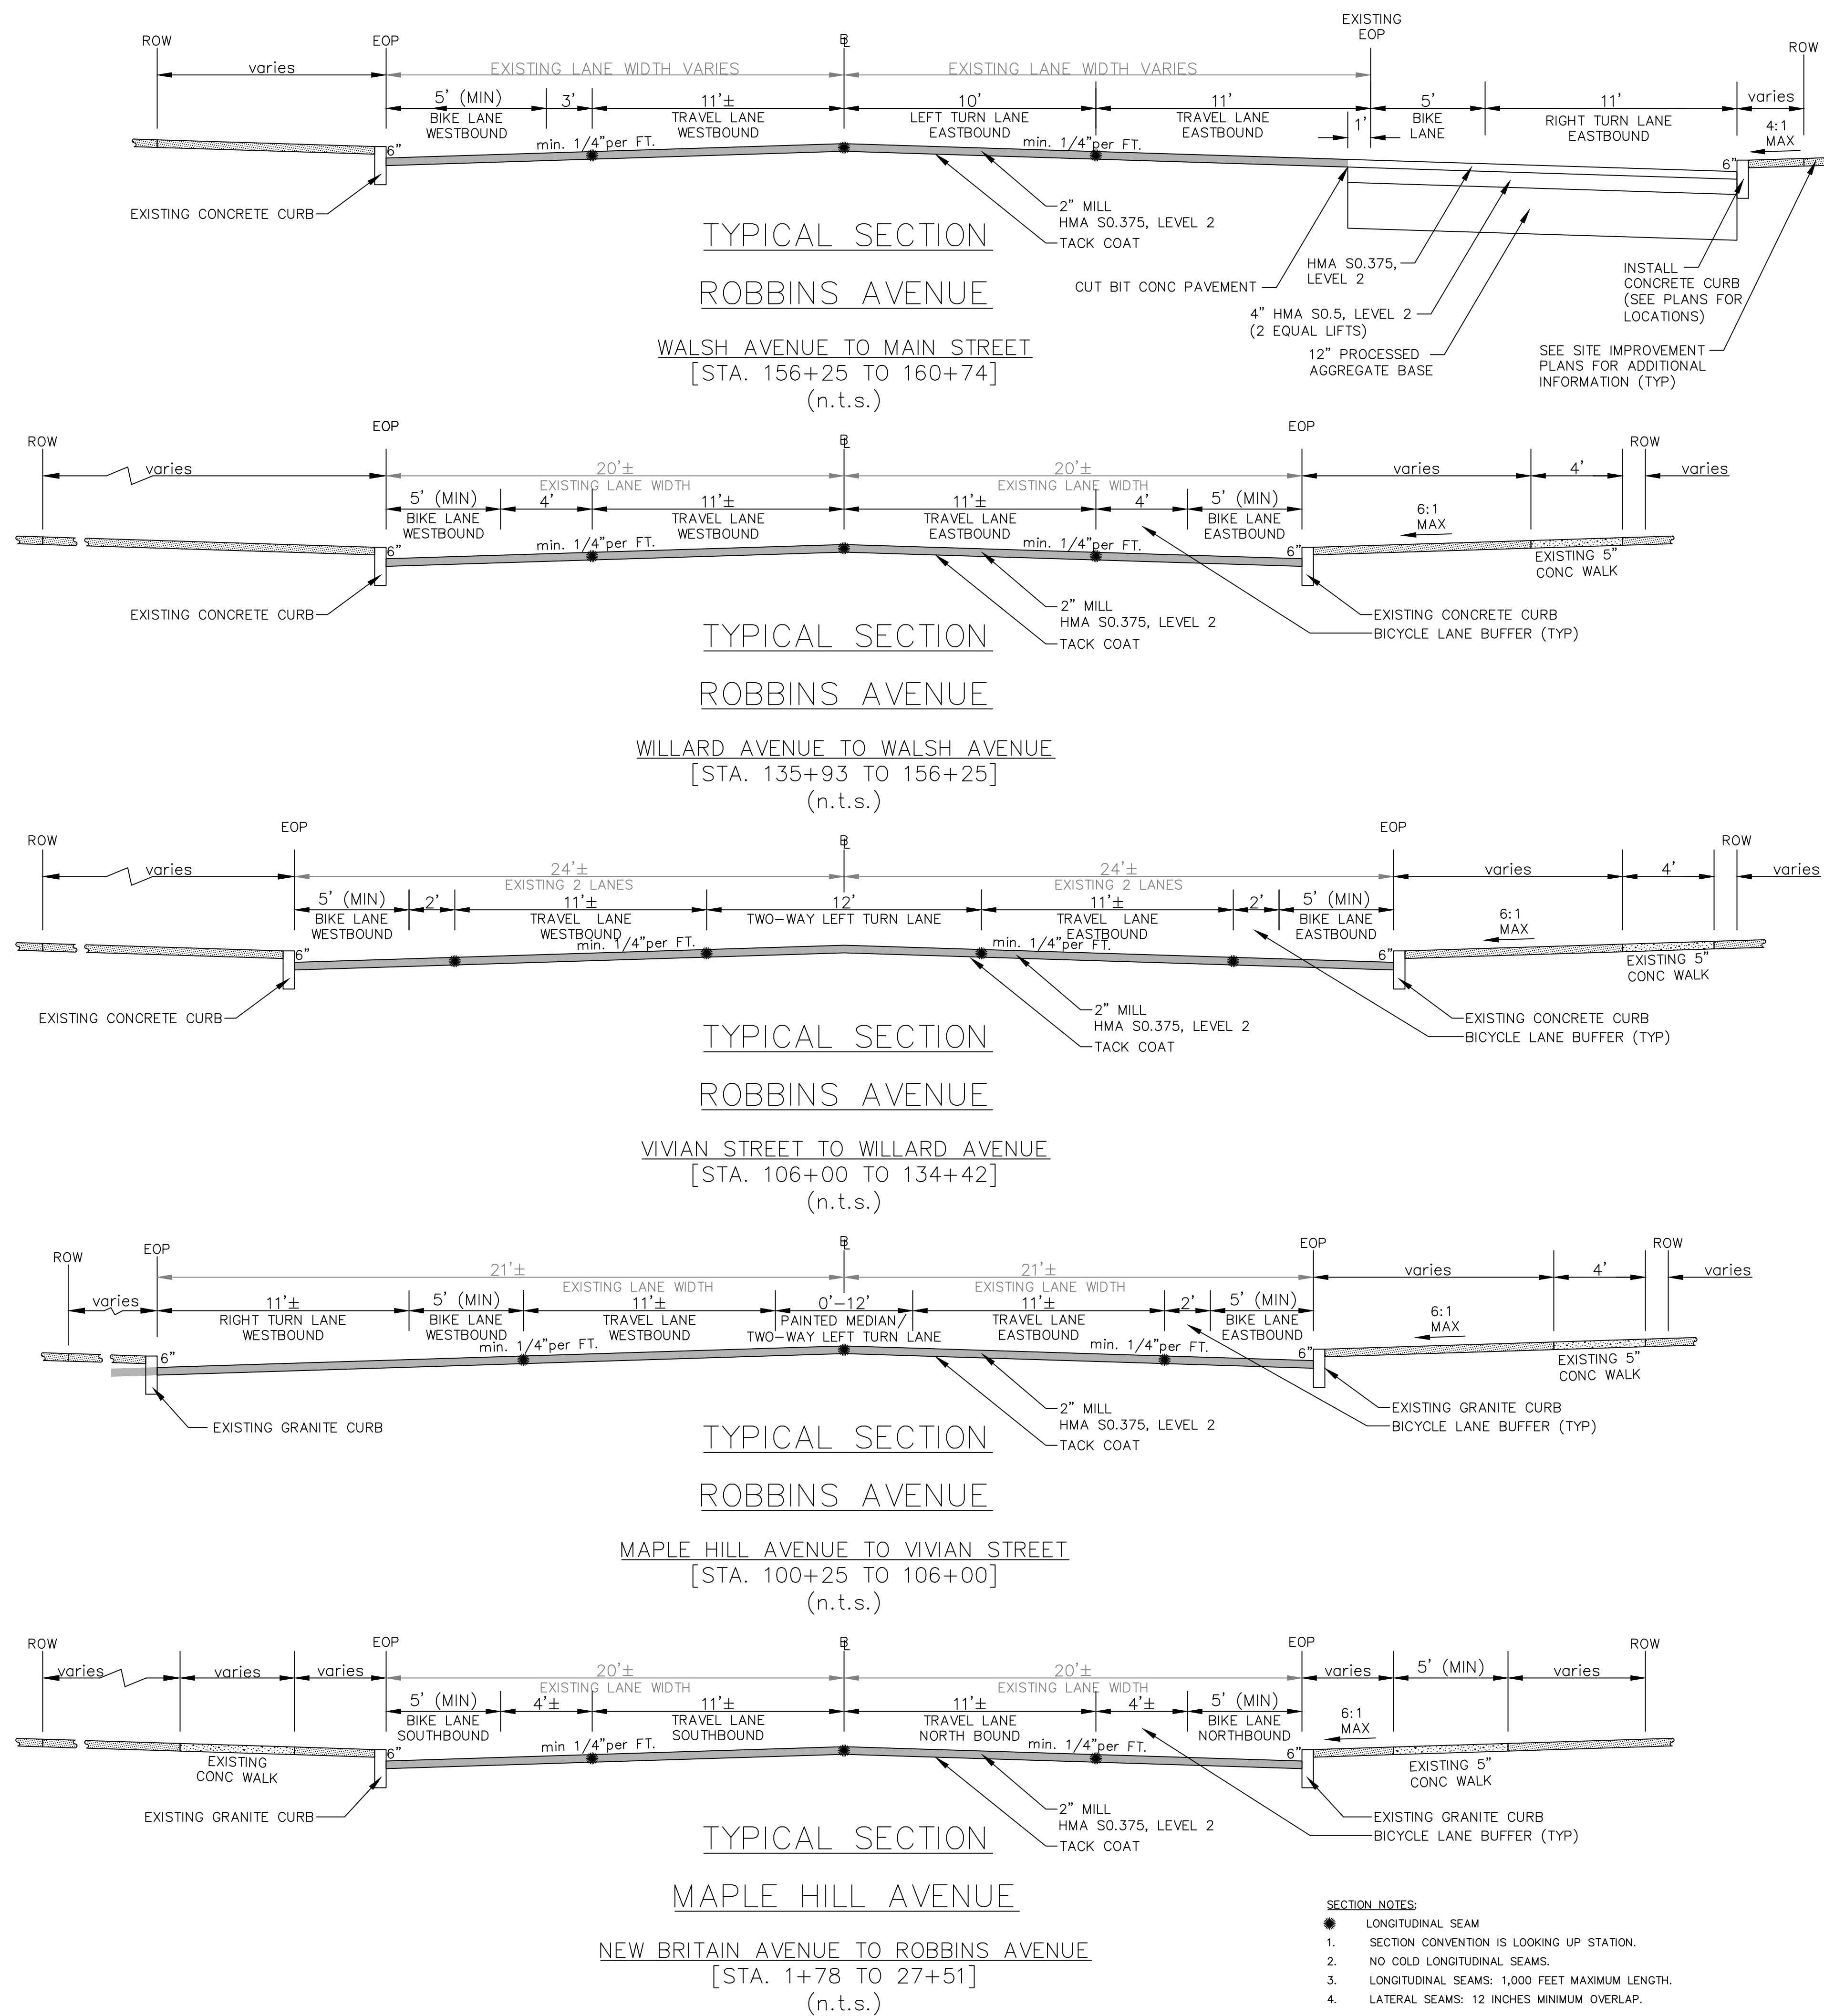 EXISTING
EOP
ROW
EOP
℄
ROW
varies
EXISTING LANE WIDTH VARIES
EXISTING LANE WIDTH VARIES
5' (MIN)
BIKE LANE
WESTBOUND
3'
11'±
TRAVEL LANE
WESTBOUND
10'
LEFT TURN LANE
EASTBOUND
11'
TRAVEL LANE
EASTBOUND
1'
5'
BIKE
LANE
11'
RIGHT TURN LANE
EASTBOUND
varies
4:1
MAX
6"
min. 1/4"per FT.
min. 1/4"per FT.
6"
EXISTING CONCRETE CURB
2" MILL
HMA S0.375, LEVEL 2
TACK COAT
CUT BIT CONC PAVEMENT
HMA S0.375,
LEVEL 2
4" HMA S0.5, LEVEL 2
(2 EQUAL LIFTS)
12" PROCESSED
AGGREGATE BASE
INSTALL
CONCRETE CURB
(SEE PLANS FOR
LOCATIONS)
SEE SITE IMPROVEMENT
PLANS FOR ADDITIONAL
INFORMATION (TYP)
TYPICAL SECTION
ROBBINS AVENUE
WALSH AVENUE TO MAIN STREET
[STA. 156+25 TO 160+74]
(n.t.s.)
ROW
EOP
℄
EOP
ROW
varies
20'±
EXISTING LANE WIDTH
20'±
EXISTING LANE WIDTH
varies
4'
varies
5' (MIN)
BIKE LANE
WESTBOUND
4'
11'±
TRAVEL LANE
WESTBOUND
11'±
TRAVEL LANE
EASTBOUND
4'
5' (MIN)
BIKE LANE
EASTBOUND
6:1
MAX
6"
min. 1/4"per FT.
min. 1/4"per FT.
6"
EXISTING 5"
CONC WALK
EXISTING CONCRETE CURB
2" MILL
HMA S0.375, LEVEL 2
TACK COAT
EXISTING CONCRETE CURB
BICYCLE LANE BUFFER (TYP)
TYPICAL SECTION
ROBBINS AVENUE
WILLARD AVENUE TO WALSH AVENUE
[STA. 135+93 TO 156+25]
(n.t.s.)
ROW
EOP
℄
EOP
ROW
varies
24'±
EXISTING 2 LANES
24'±
EXISTING 2 LANES
varies
4'
varies
5' (MIN)
BIKE LANE
WESTBOUND
2'
11'±
TRAVEL LANE
WESTBOUND
12'
TWO-WAY LEFT TURN LANE
11'±
TRAVEL LANE
EASTBOUND
2'
5' (MIN)
BIKE LANE
EASTBOUND
6:1
MAX
6"
min. 1/4"per FT.
min. 1/4"per FT.
6"
EXISTING 5"
CONC WALK
EXISTING CONCRETE CURB
2" MILL
HMA S0.375, LEVEL 2
TACK COAT
EXISTING CONCRETE CURB
BICYCLE LANE BUFFER (TYP)
TYPICAL SECTION
ROBBINS AVENUE
VIVIAN STREET TO WILLARD AVENUE
[STA. 106+00 TO 134+42]
(n.t.s.)
ROW
EOP
℄
EOP
ROW
varies
21'±
EXISTING LANE WIDTH
21'±
EXISTING LANE WIDTH
varies
4'
varies
11'±
RIGHT TURN LANE
WESTBOUND
5' (MIN)
BIKE LANE
WESTBOUND
11'±
TRAVEL LANE
WESTBOUND
0'-12'
PAINTED MEDIAN/
TWO-WAY LEFT TURN LANE
11'±
TRAVEL LANE
EASTBOUND
2'
5' (MIN)
BIKE LANE
EASTBOUND
6:1
MAX
6"
min. 1/4"per FT.
min. 1/4"per FT.
6"
EXISTING 5"
CONC WALK
EXISTING GRANITE CURB
2" MILL
HMA S0.375, LEVEL 2
TACK COAT
EXISTING GRANITE CURB
BICYCLE LANE BUFFER (TYP)
TYPICAL SECTION
ROBBINS AVENUE
MAPLE HILL AVENUE TO VIVIAN STREET
[STA. 100+25 TO 106+00]
(n.t.s.)
ROW
EOP
℄
EOP
ROW
varies
varies
varies
20'±
EXISTING LANE WIDTH
20'±
EXISTING LANE WIDTH
varies
5' (MIN)
varies
5' (MIN)
BIKE LANE
SOUTHBOUND
4'±
11'±
TRAVEL LANE
SOUTHBOUND
11'±
TRAVEL LANE
NORTH BOUND
4'±
5' (MIN)
BIKE LANE
NORTHBOUND
6:1
MAX
6"
min 1/4"per FT.
min. 1/4"per FT.
6"
EXISTING
CONC WALK
EXISTING 5"
CONC WALK
EXISTING GRANITE CURB
2" MILL
HMA S0.375, LEVEL 2
TACK COAT
EXISTING GRANITE CURB
BICYCLE LANE BUFFER (TYP)
TYPICAL SECTION
MAPLE HILL AVENUE
NEW BRITAIN AVENUE TO ROBBINS AVENUE
[STA. 1+78 TO 27+51]
(n.t.s.)
SECTION NOTES:
LONGITUDINAL SEAM
1. SECTION CONVENTION IS LOOKING UP STATION.
2. NO COLD LONGITUDINAL SEAMS.
3. LONGITUDINAL SEAMS: 1,000 FEET MAXIMUM LENGTH.
4. LATERAL SEAMS: 12 INCHES MINIMUM OVERLAP.